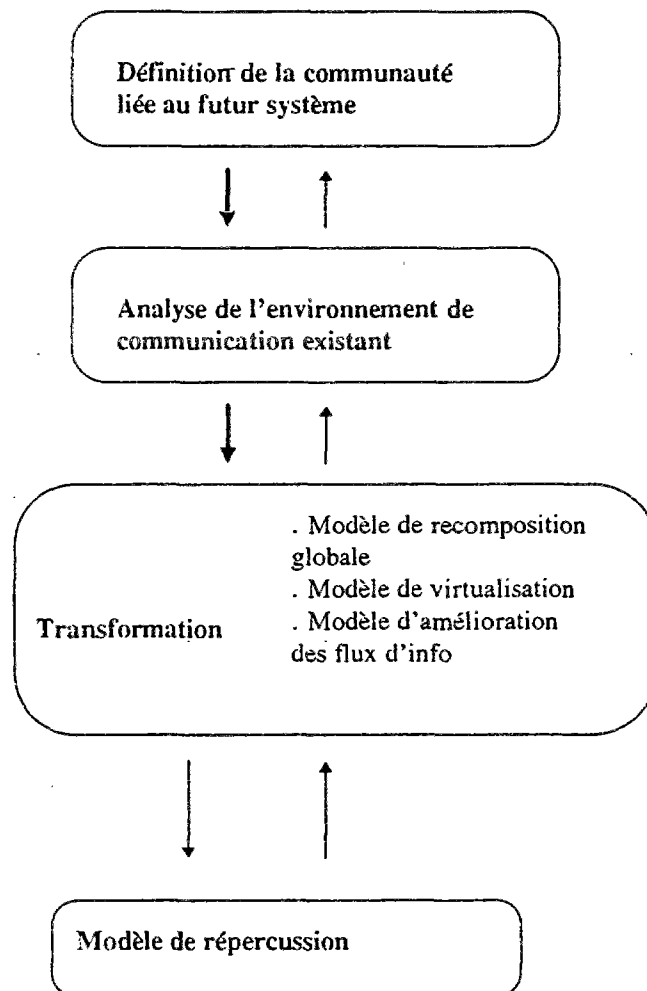 Définition de la communauté
liée au futur système
Analyse de l'environnement de
communication existant
Transformation
. Modèle de recomposition
globale
. Modèle de virtualisation
. Modèle d'amélioration
des flux d'info
Modèle de répercussion